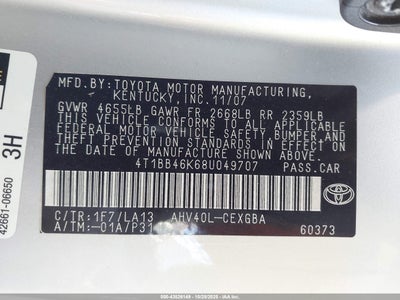 MFD.BY:TOYOTA MOTOR MANUFACTURING,
KENTUCKY,INC.11/07
GVWR 4655LB GAWR FR 2668LB RR 2359LB
THIS VEHICLE CONFORMS TO ALL APPLICABLE
FEDERAL MOTOR VEHICLE SAFETY,BUMPER,AND
THEFT PREVENTION STANDARDS IN EFFECT ON
THE DATE OF MANUFACTURE SHOWN ABOVE.
4T1BB46K68U049707 PASS.CAR
C/TR:1F7/LA13 AHV40L-CEXGBA
A/TM:-01A/P31
TOYOTA
60373
42661-06650
3H